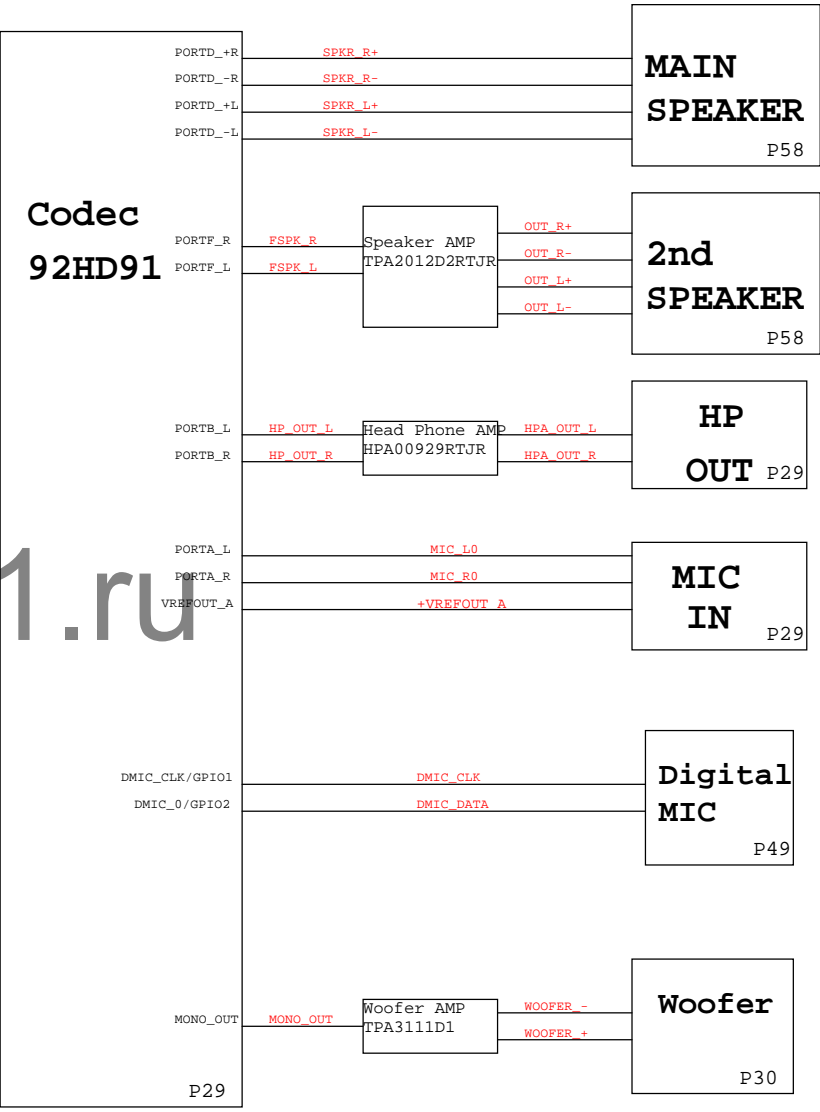 PORTD_+R SPKR_R+
PORTD_-R SPKR_R-
PORTD_+L SPKR_L+
PORTD_-L SPKR_L-
MAIN
SPEAKER
P58
Codec
92HD91
PORTF_R FSPK_R
PORTF_L FSPK_L
Speaker AMP
TPA2012D2RTJR
OUT_R+
OUT_R-
OUT_L+
OUT_L-
2nd
SPEAKER
P58
PORTB_L HP_OUT_L
PORTB_R HP_OUT_R
Head Phone AMP
HPA00929RTJR
HPA_OUT_L
HPA_OUT_R
HP
OUT P29
PORTA_L MIC_L0
PORTA_R MIC_R0
VREFOUT_A +VREFOUT_A
MIC
IN
P29
1.ru
DMIC_CLK/GPIO1 DMIC_CLK
DMIC_0/GPIO2 DMIC_DATA
Digital
MIC
P49
MONO_OUT MONO_OUT
Woofer AMP
TPA3111D1
WOOFER_-
WOOFER_+
Woofer
P30
P29